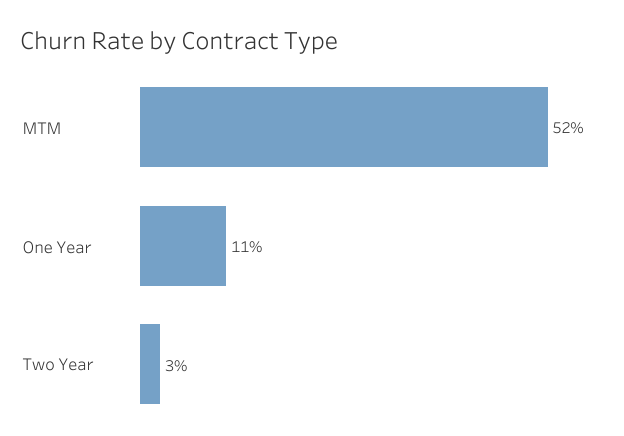 Churn Rate by Contract Type
MTM
52%
One Year
11%
Two Year
3%